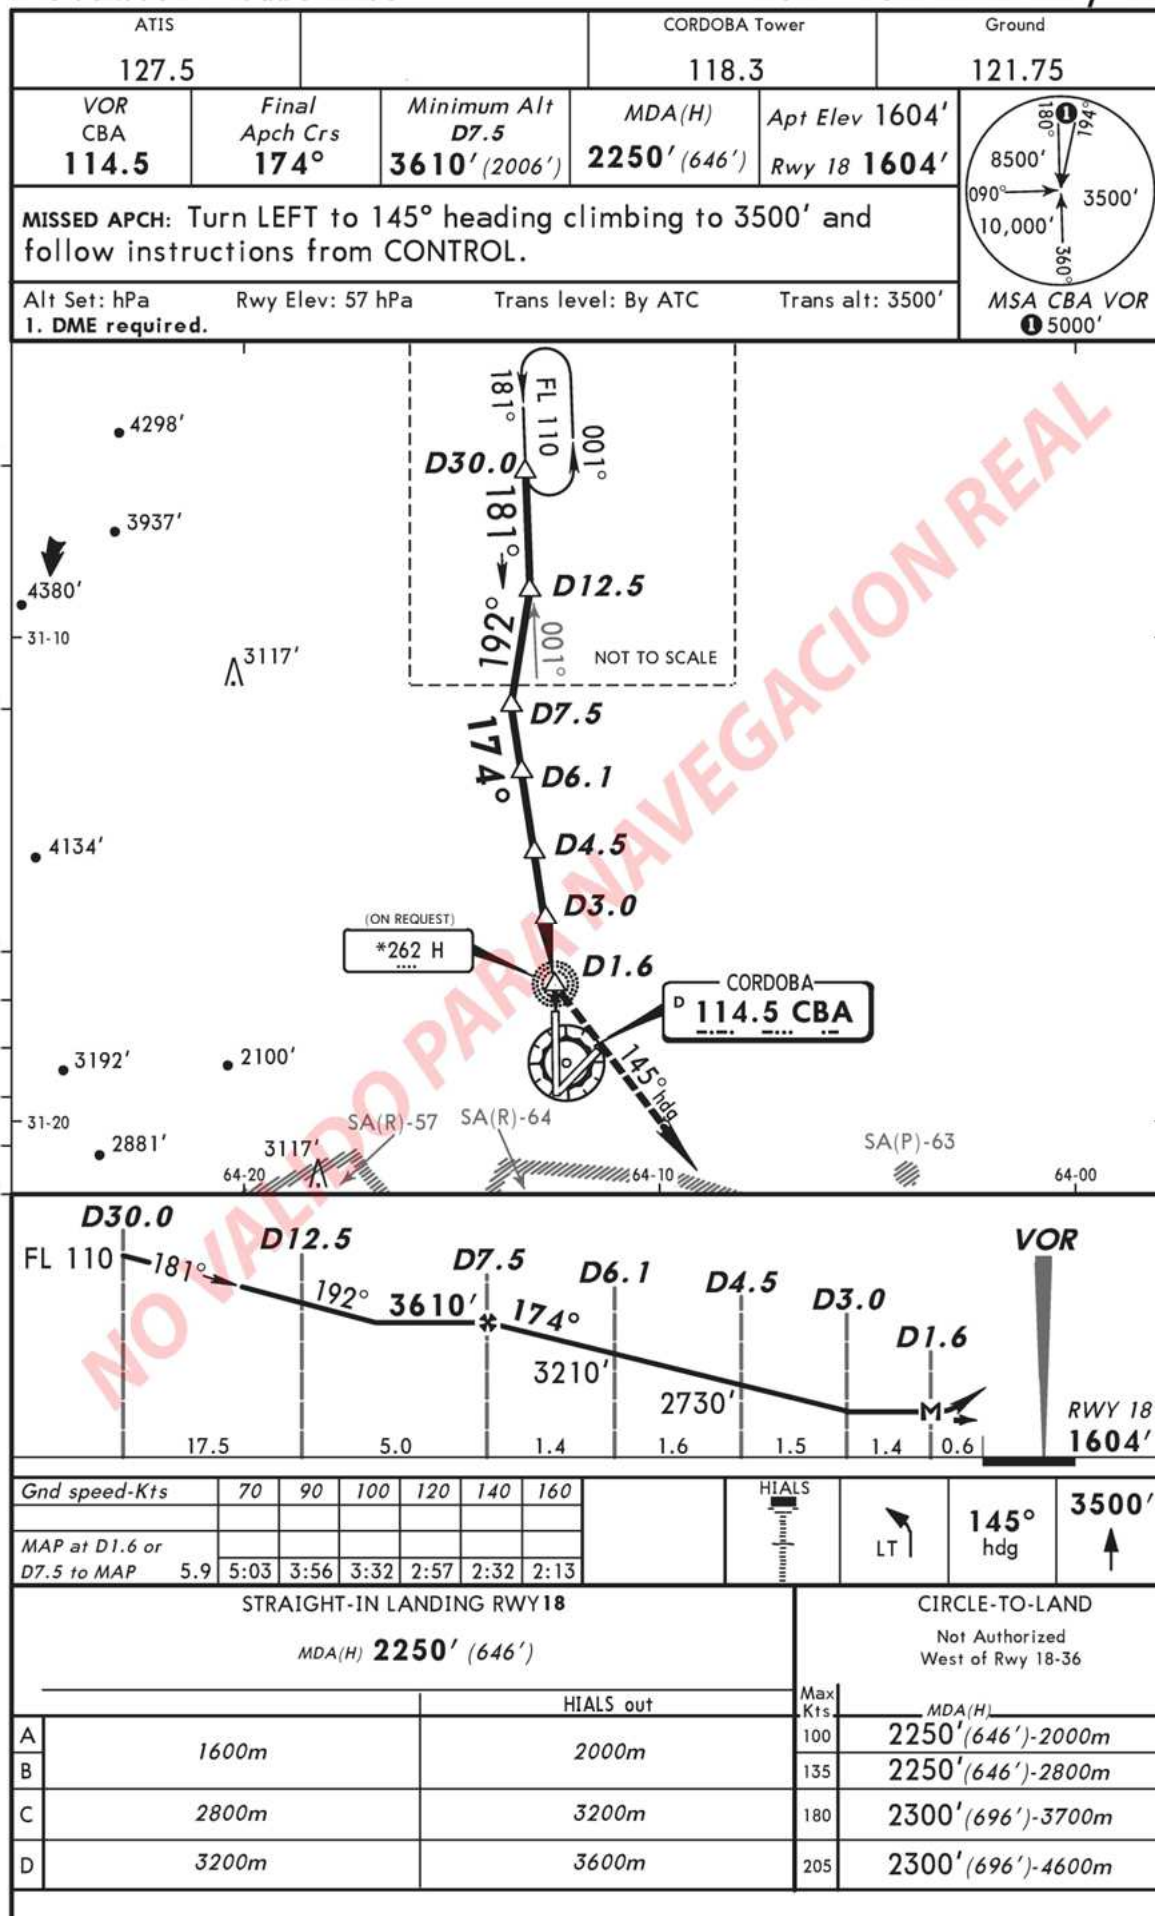 ATIS
127.5
CORDOBA Tower
118.3
Ground
121.75
VOR
CBA
114.5
Final
Apch Crs
174°
Minimum Alt
D7.5
3610' (2006')
MDA(H)
2250' (646')
Apt Elev 1604'
Rwy 18 1604'
MISSED APCH: Turn LEFT to 145° heading climbing to 3500' and
follow instructions from CONTROL.
Alt Set: hPa Rwy Elev: 57 hPa Trans level: By ATC Trans alt: 3500'
1. DME required.
180° 1 194°
8500'
090° 3500'
10,000'
360°
MSA CBA VOR
1 5000'
NO VALIDO PARA NAVEGACION REAL
181° FL 110 001°
4298'
D30.0
181°
3937'
4380'
D12.5
31-10
192°
001°
NOT TO SCALE
3117'
D7.5
174°
D6.1
4134'
D4.5
D3.0
(ON REQUEST)
*262 H
D1.6
CORDOBA
D 114.5 CBA
145° hdg
3192'
2100'
31-20
2881'
3117'
SA(R)-57
SA(R)-64
SA(P)-63
64-20
64-10
64-00
D30.0 D12.5 D7.5 D6.1 D4.5 D3.0 D1.6 VOR
FL 110 181° 192° 3610' 174°
3210'
2730'
M
RWY 18
1604'
17.5 5.0 1.4 1.6 1.5 1.4 0.6
Gnd speed-Kts 70 90 100 120 140 160
MAP at D1.6 or
D7.5 to MAP 5.9 5:03 3:56 3:32 2:57 2:32 2:13
HIALS
LT
145°
hdg
3500'
STRAIGHT-IN LANDING RWY 18
MDA(H) 2250' (646')
HIALS out
CIRCLE-TO-LAND
Not Authorized
West of Rwy 18-36
Max
Kts
MDA(H)
A 1600m 2000m 100 2250' (646')-2000m
B 135 2250' (646')-2800m
C 2800m 3200m 180 2300' (696')-3700m
D 3200m 3600m 205 2300' (696')-4600m